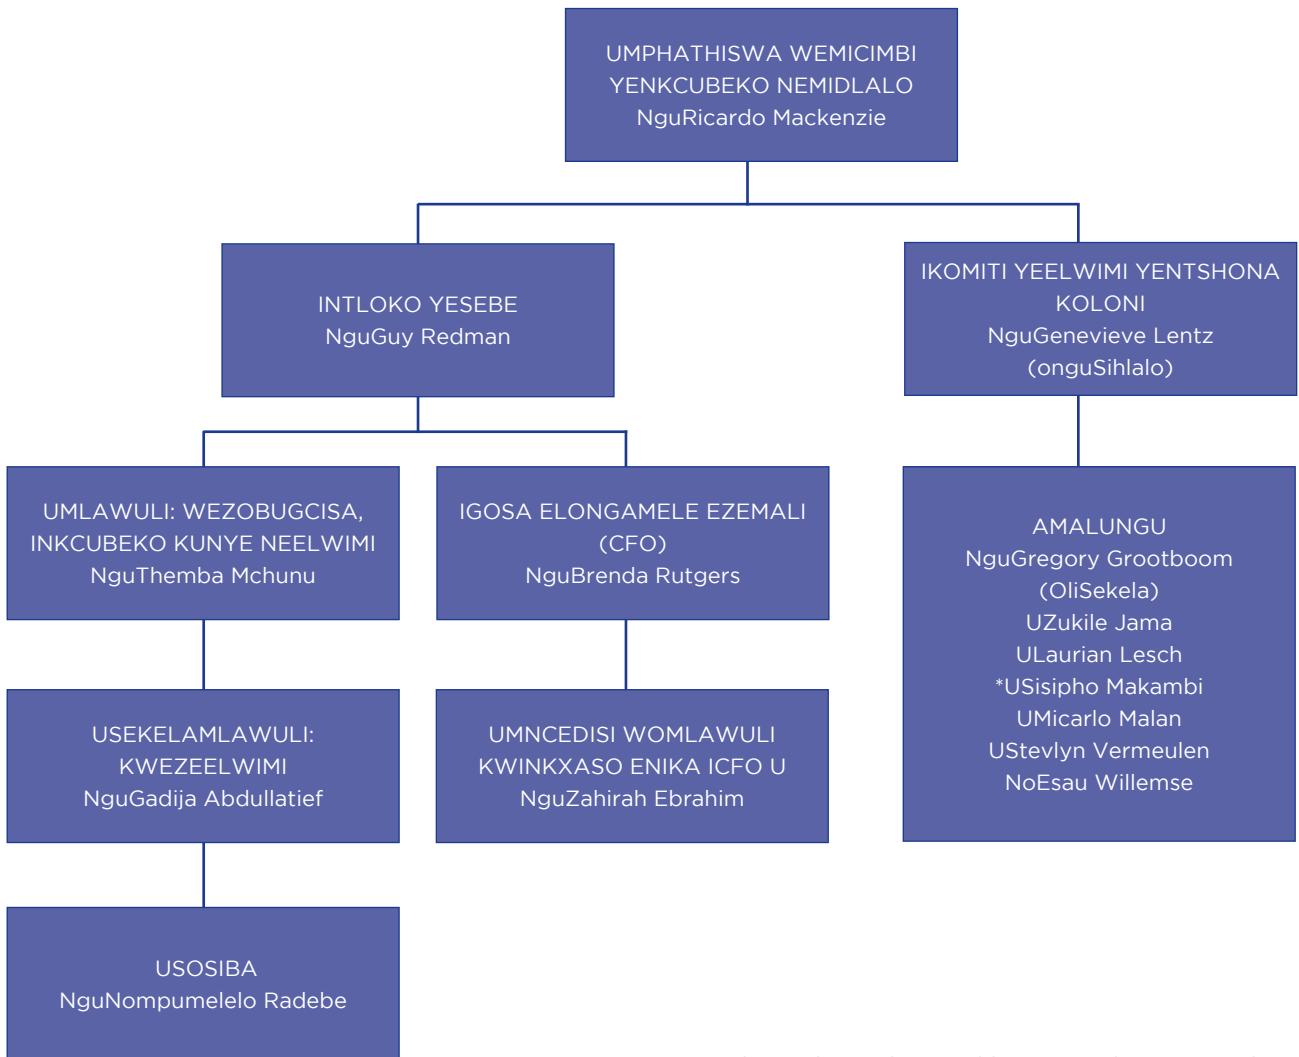 UMPHATHISWA WEMICIMBI
YENKCUBEKO NEMIDLALO
NguRicardo Mackenzie
INTLOKO YESEBE
NguGuy Redman
IKOMITI YEELWIMI YENTSHONA
KOLONI
NguGenevieve Lentz
(onguSihlalo)
UMLAWULI: WEZOBUGCISA,
INKCUBEKO KUNYE NEELWIMI
NguThemba Mchunu
IGOSA ELONGAMELE EZEMALI
(CFO)
NguBrenda Rutgers
AMALUNGU
NguGregory Grootboom
(OliSekela)
UZukile Jama
ULaurian Lesch
*USisipho Makambi
UMicarlo Malan
UStevlyn Vermeulen
NoEsau Willemse
USEKELAMLAWULI:
KWEZEELWIMI
NguGadija Abdullatief
UMNCEDISI WOMLAWULI
KWINKXASO ENIKA ICFO U
NguZahirah Ebrahim
USOSIBA
NguNompumelelo Radebe